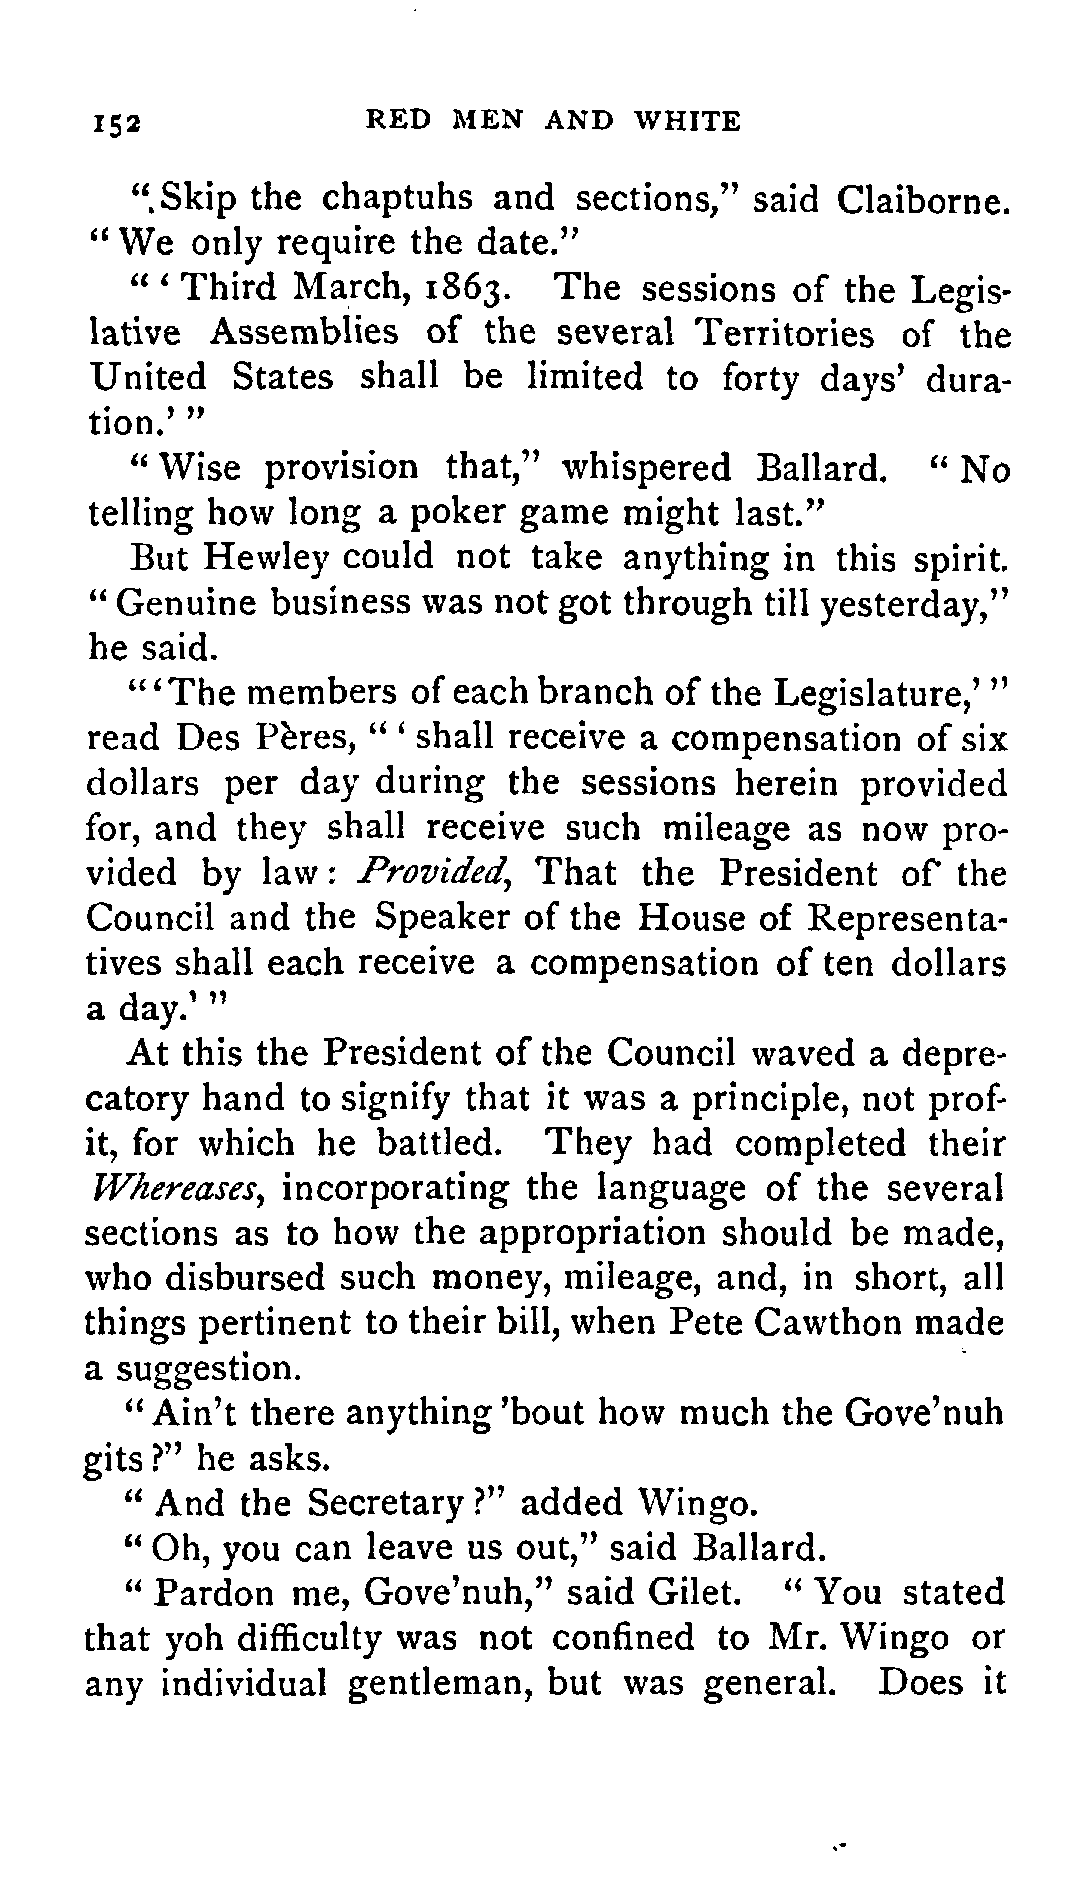 152 RED MEN AND WHITE
"Skip the chaptuhs and sections," said Claiborne.
"We only require the date."
"'Third March, 1863. The sessions of the Legis-
lative Assemblies of the several Territories of the
United States shall be limited to forty days' dura-
tion.'"
"Wise provision that," whispered Ballard. "No
telling how long a poker game might last."
But Hewley could not take anything in this spirit.
"Genuine business was not got through till yesterday,"
he said.
"'The members of each branch of the Legislature,'"
read Des Pères, "'shall receive a compensation of six
dollars per day during the sessions herein provided
for, and they shall receive such mileage as now pro-
vided by law: Provided, That the President of the
Council and the Speaker of the House of Representa-
tives shall each receive a compensation of ten dollars
a day.'"
At this the President of the Council waved a depre-
catory hand to signify that it was a principle, not prof-
it, for which he battled. They had completed their
Whereases, incorporating the language of the several
sections as to how the appropriation should be made,
who disbursed such money, mileage, and, in short, all
things pertinent to their bill, when Pete Cawthon made
a suggestion.
"Ain't there anything 'bout how much the Gove'nuh
gits?" he asks.
"And the Secretary?" added Wingo.
"Oh, you can leave us out," said Ballard.
"Pardon me, Gove'nuh," said Gilet. "You stated
that yoh difficulty was not confined to Mr. Wingo or
any individual gentleman, but was general. Does it